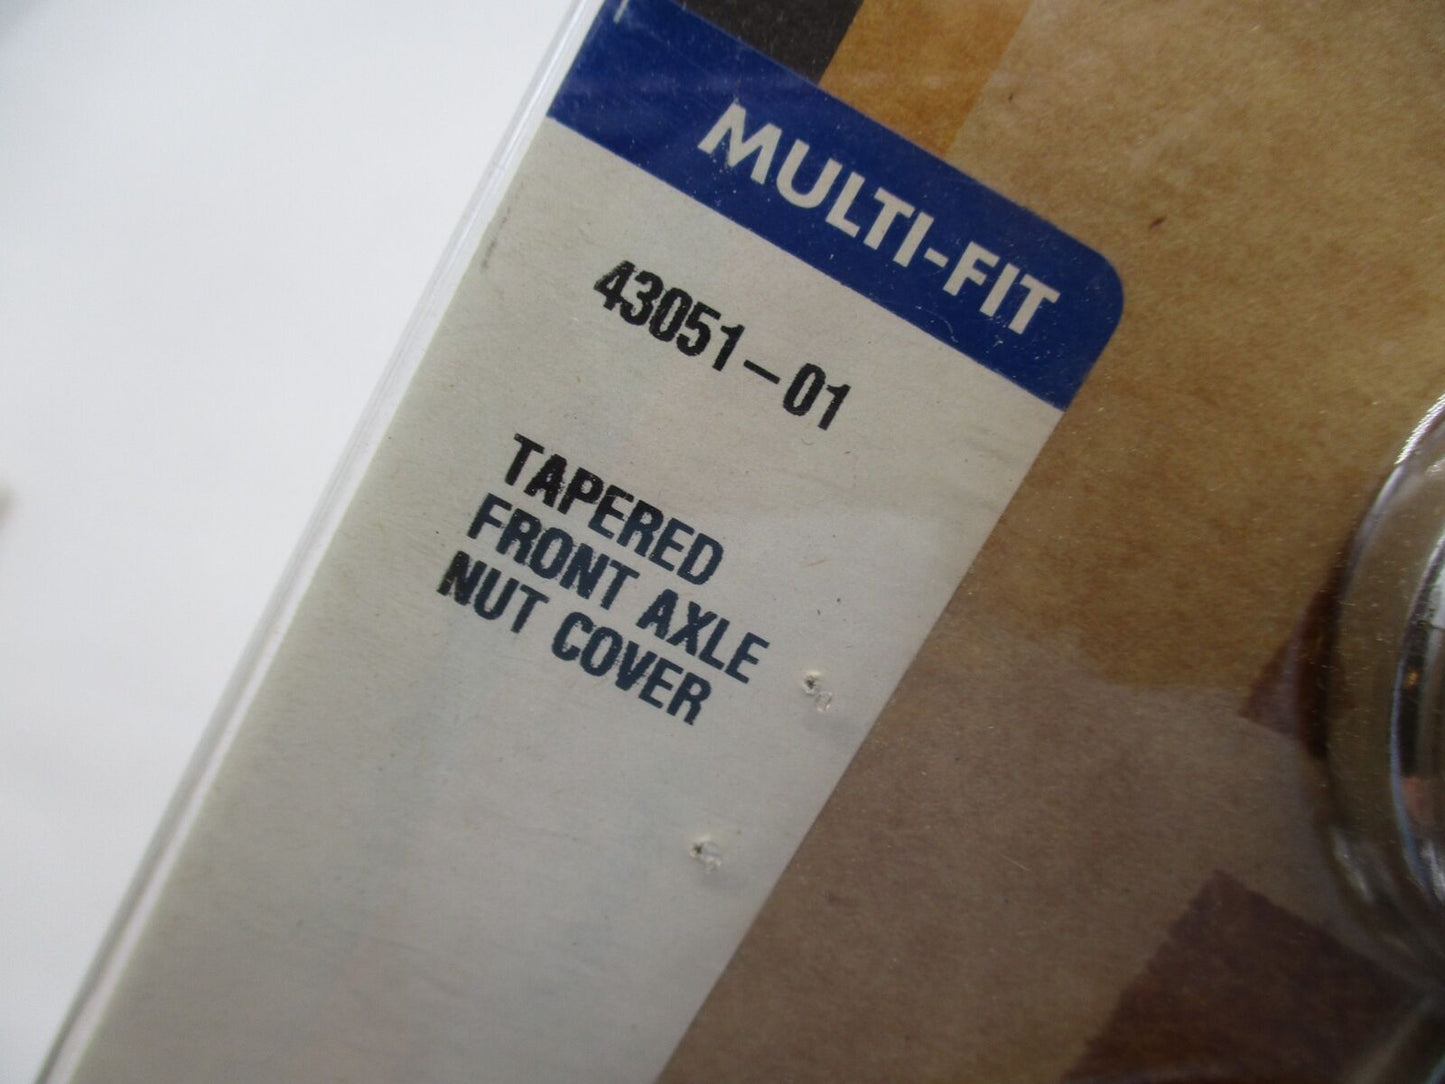 MULTI-FIT
43051-01
TAPERED
FRONT AXLE
NUT COVER